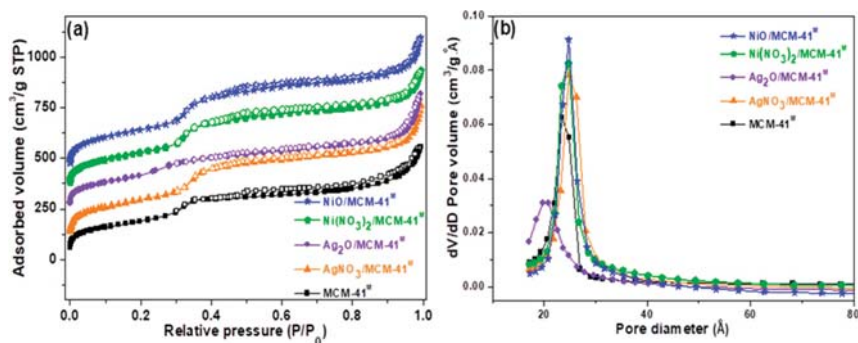 (a)
Adsorbed volume (cm³/g STP)
1000
750
500
250
0
NiO/MCM-41※
Ni(NO₃)₂/MCM-41※
Ag₂O/MCM-41※
AgNO₃/MCM-41※
MCM-41※
0.0 0.2 0.4 0.6 0.8 1.0
Relative pressure (P/P₀)
(b)
dV/dD Pore volume (cm³/g.Å)
0.10
0.08
0.06
0.04
0.02
0.00
NiO/MCM-41※
Ni(NO₃)₂/MCM-41※
Ag₂O/MCM-41※
AgNO₃/MCM-41※
MCM-41※
20 40 60 80
Pore diameter (Å)